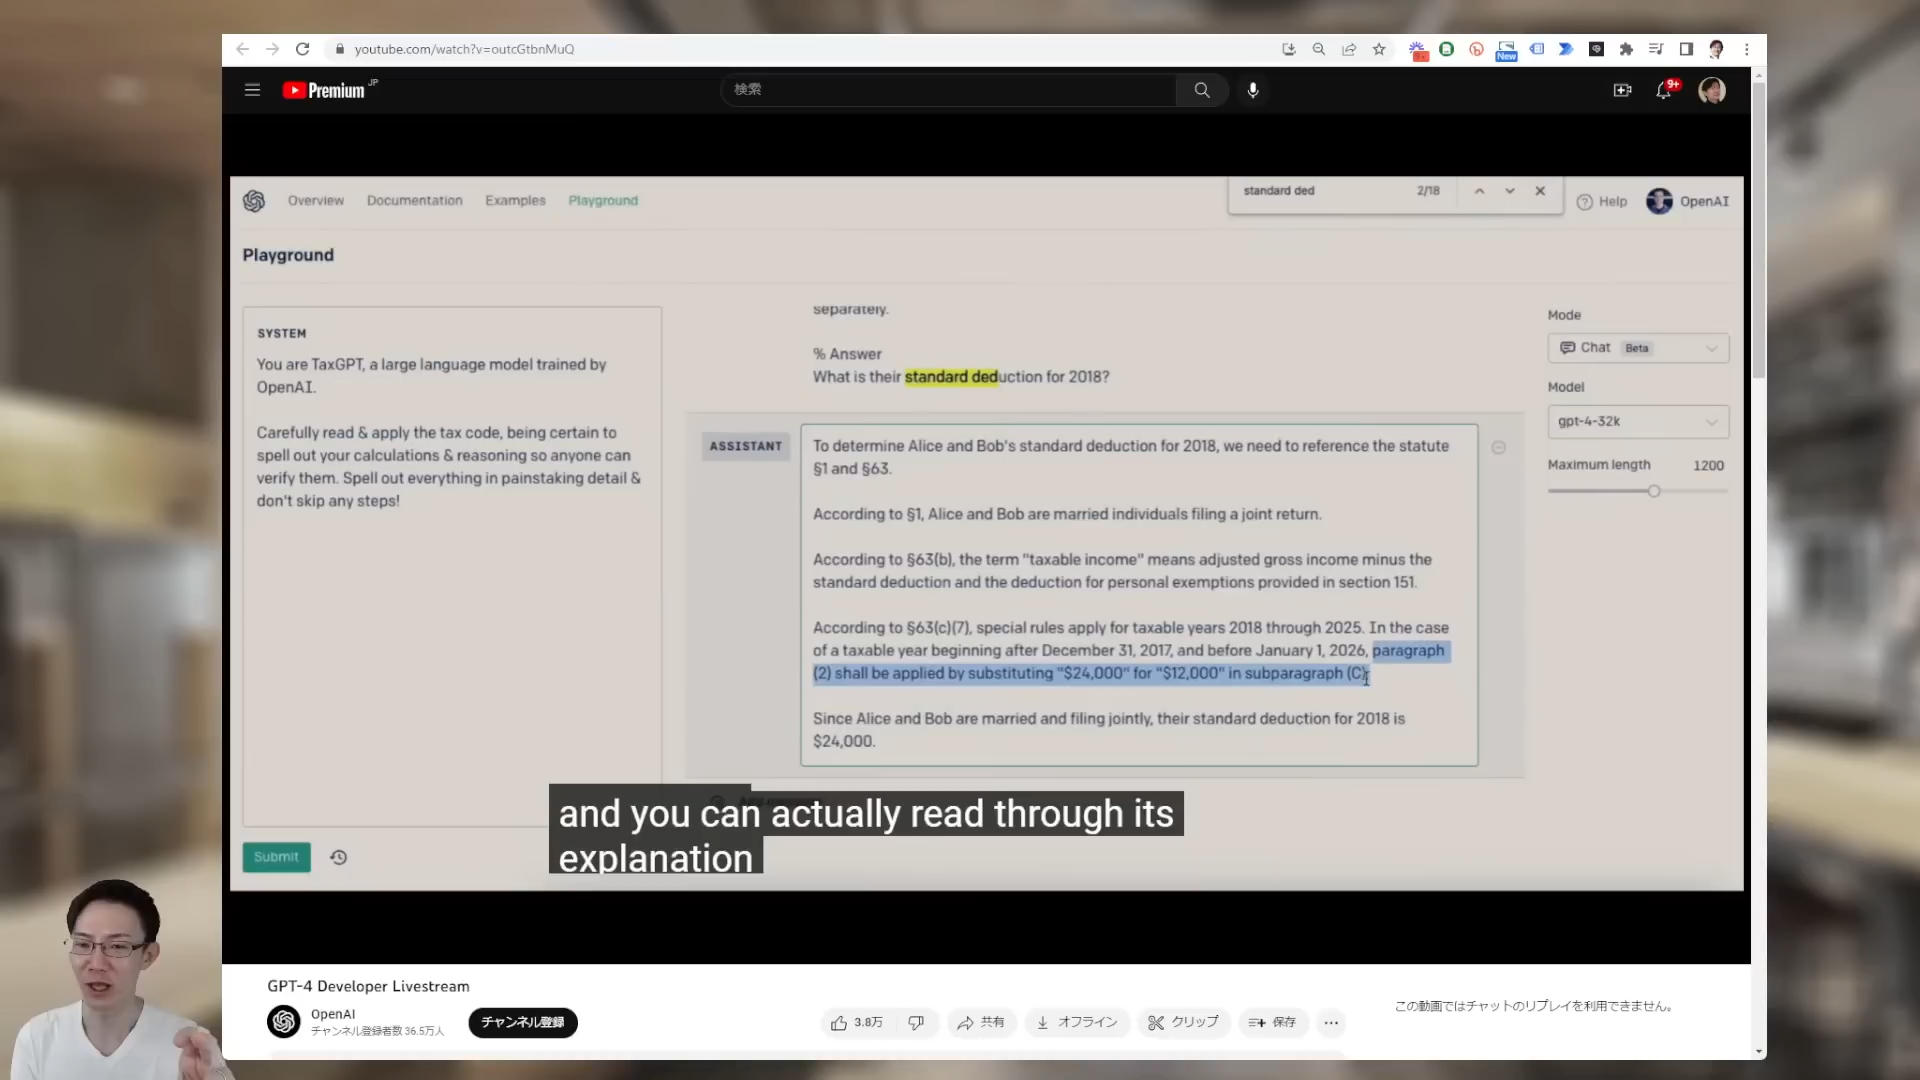 youtube.com/watch?v=outcGtbnMuQ
9+
New
Premium JP
検索
9+
Overview
Documentation
Examples
Playground
standard ded
2/18
Help
OpenAI
Playground
SYSTEM
You are TaxGPT, a large language model trained by
OpenAI.
Carefully read & apply the tax code, being certain to
spell out your calculations & reasoning so anyone can
verify them. Spell out everything in painstaking detail &
don't skip any steps!
Submit
separately.
% Answer
What is their standard deduction for 2018?
ASSISTANT
To determine Alice and Bob's standard deduction for 2018, we need to reference the statute
§1 and §63.
According to §1, Alice and Bob are married individuals filing a joint return.
According to §63(b), the term "taxable income" means adjusted gross income minus the
standard deduction and the deduction for personal exemptions provided in section 151.
According to §63(c)(7), special rules apply for taxable years 2018 through 2025. In the case
of a taxable year beginning after December 31, 2017, and before January 1, 2026, paragraph
(2) shall be applied by substituting "$24,000" for "$12,000" in subparagraph (C).
Since Alice and Bob are married and filing jointly, their standard deduction for 2018 is
$24,000.
Mode
Chat Beta
Model
gpt-4-32k
Maximum length 1200
and you can actually read through its
explanation
GPT-4 Developer Livestream
OpenAI
チャンネル登録者数 36.5万人
チャンネル登録
3.8万
共有
オフライン
クリップ
保存
この動画ではチャットのリプレイを利用できません。